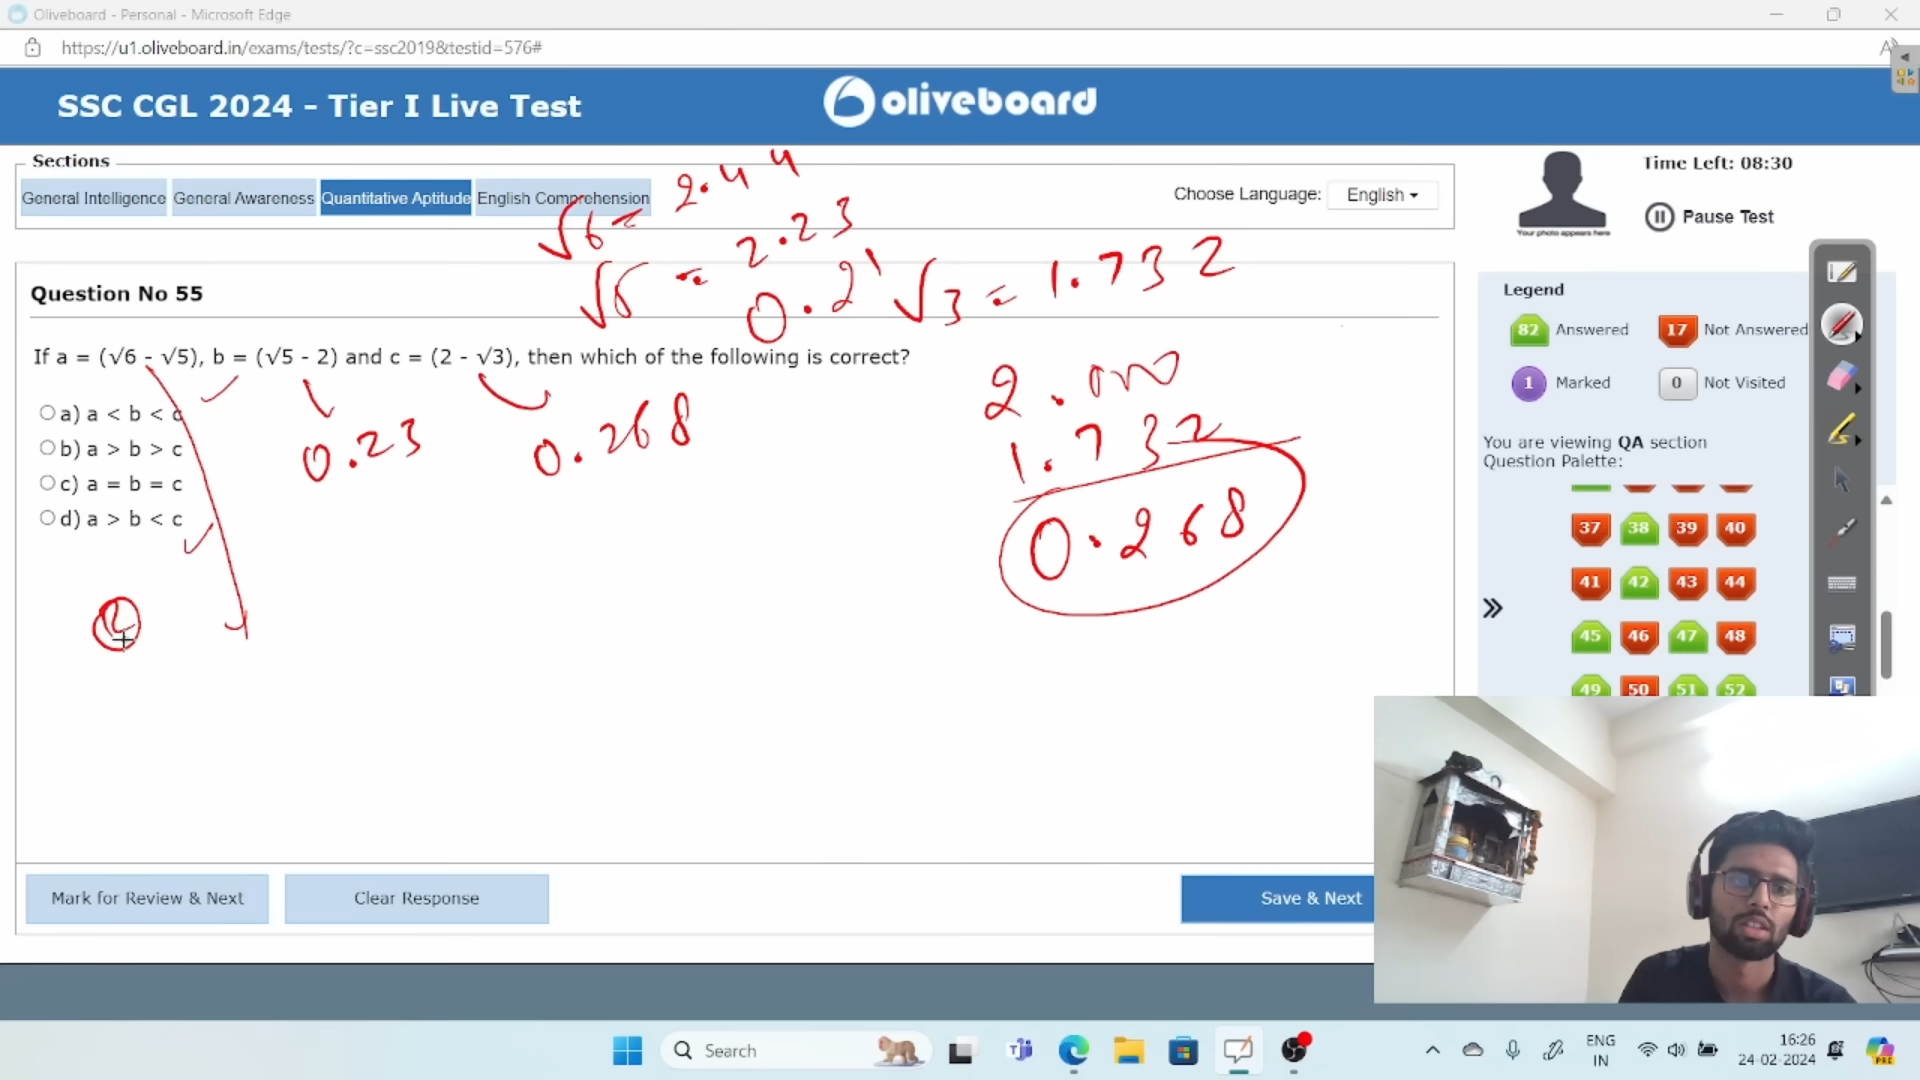 Oliveboard - Personal - Microsoft Edge
https://u1.oliveboard.in/exams/tests/?c=ssc2019&testid=576#
SSC CGL 2024 - Tier I Live Test
oliveboard
Sections
General Intelligence General Awareness Quantitative Aptitude English Comprehension
Choose Language: English
Your photo appears here
Time Left: 08:30
Pause Test
√6 = 2.44
√5 = 2.23
0.21
√3 = 1.732
Question No 55
If a = (√6 - √5), b = (√5 - 2) and c = (2 - √3), then which of the following is correct?
a) a < b < c
b) a > b > c
c) a = b = c
d) a > b < c
0.23
0.268
2.000
1.732
0.268
Legend
82 Answered
17 Not Answered
1 Marked
0 Not Visited
You are viewing QA section
Question Palette:
37 38 39 40
41 42 43 44
45 46 47 48
49 50 51 52
Mark for Review & Next
Clear Response
Save & Next
Search
ENG
IN
16:26
24-02-2024
PRE